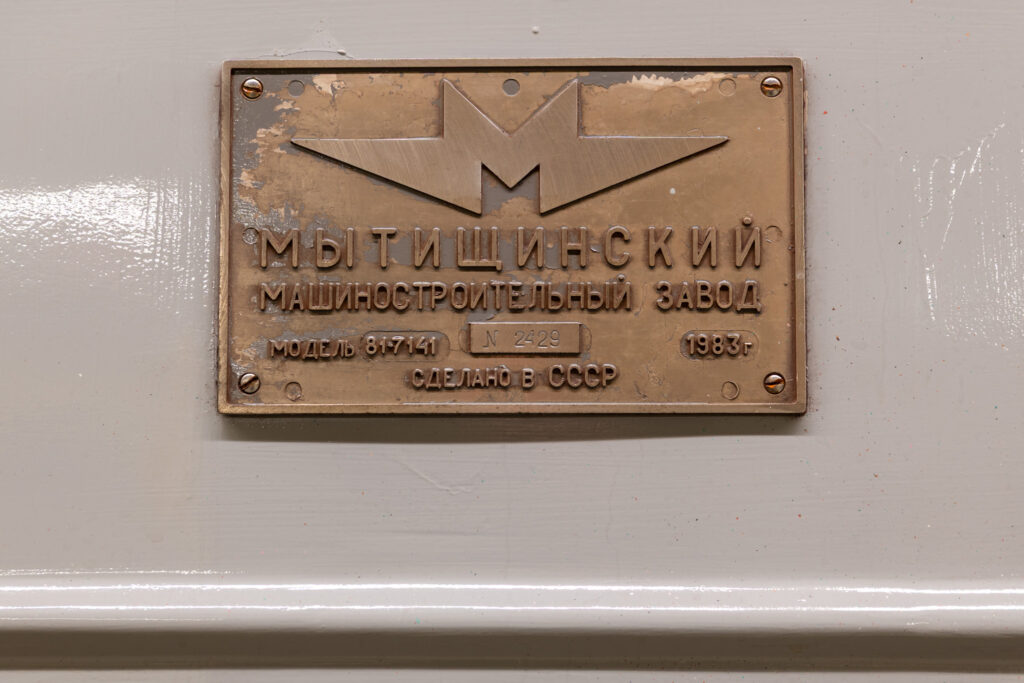 МЫТИЩИНСКИЙ
МАШИНОСТРОИТЕЛЬНЫЙ ЗАВОД
МОДЕЛЬ 81-7141 N 2429 1983г
СДЕЛАНО В СССР